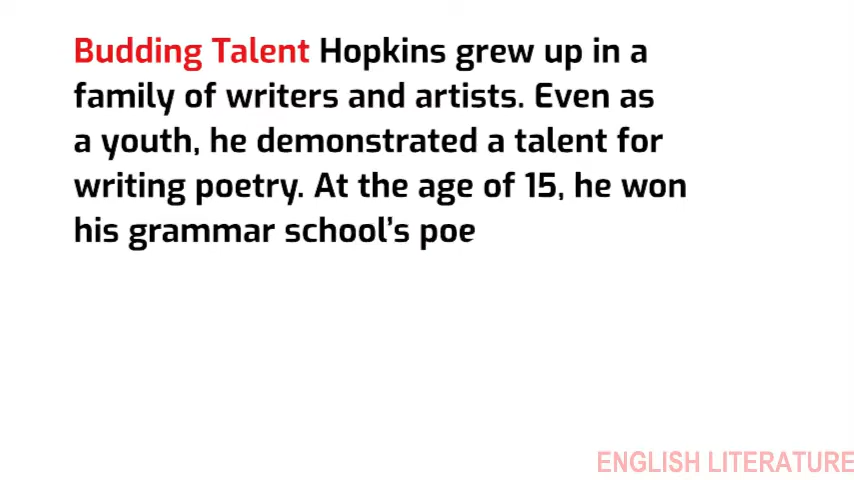 Budding Talent Hopkins grew up in a
family of writers and artists. Even as
a youth, he demonstrated a talent for
writing poetry. At the age of 15, he won
his grammar school’s poe
ENGLISH LITERATURE